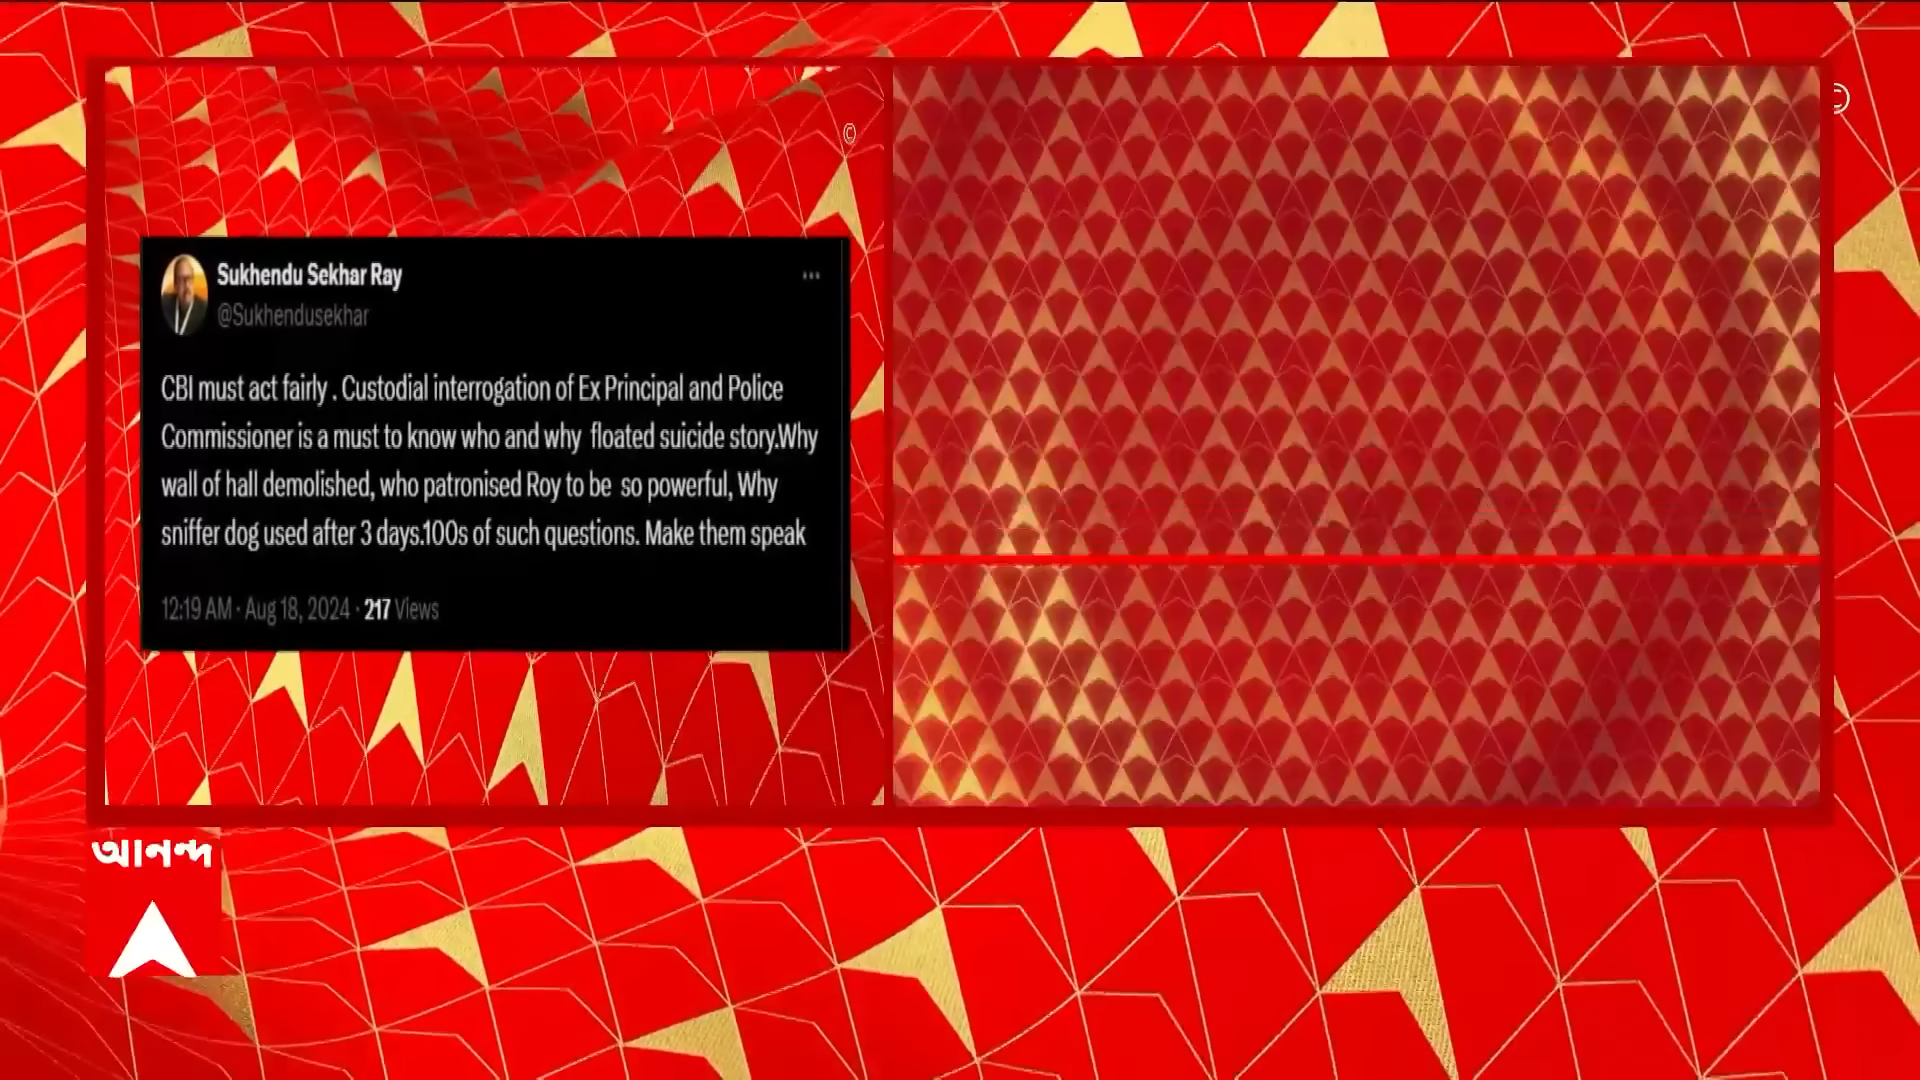 ©
©
Sukhendu Sekhar Ray
...
@Sukhendusekhar
CBI must act fairly . Custodial interrogation of Ex Principal and Police
Commissioner is a must to know who and why floated suicide story.Why
wall of hall demolished, who patronised Roy to be so powerful, Why
sniffer dog used after 3 days.100s of such questions. Make them speak
12:19 AM · Aug 18, 2024 · 217 Views
আনন্দ